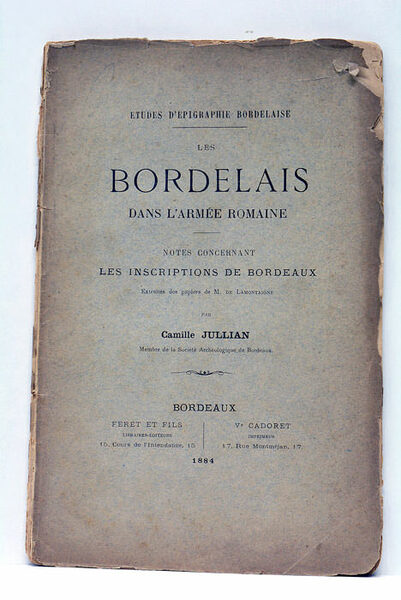 ETUDES D'EPIGRAPHIE BORDELAISE
LES
BORDELAIS
DANS L'ARMÉE ROMAINE
NOTES CONCERNANT
LES INSCRIPTIONS DE BORDEAUX
Extraites des papiers de M. DE LAMONTAIGNE
PAR
Camille JULLIAN
Membre de la Société Archéologique de Bordeaux.
BORDEAUX
FERET ET FILS
LIBRAIRES-ÉDITEURS
15, Cours de l'Intendance, 15
Vᵉ CADORET
IMPRIMEUR
17, Rue Montméjan, 17
1884